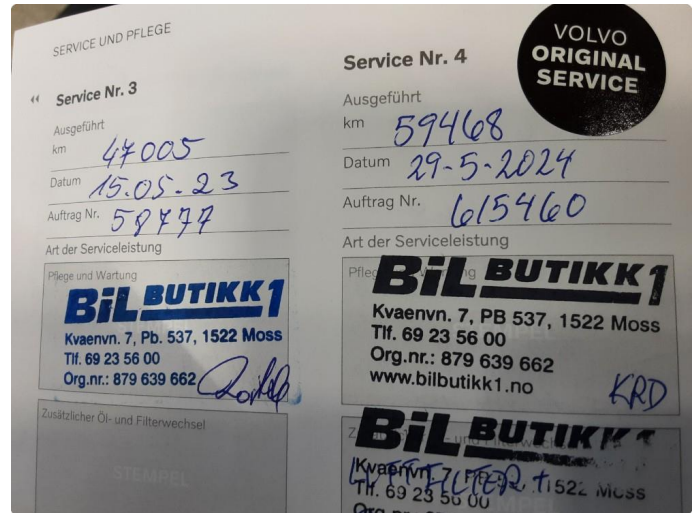 SERVICE UND PFLEGE
Service Nr. 3
Ausgeführt
km 47005
Datum 15.05.23
Auftrag Nr. 58777
Art der Serviceleistung
Pflege und Wartung
BiL BUTIKK 1
Kvaenvn. 7, Pb. 537, 1522 Moss
Tlf. 69 23 56 00
Org.nr.: 879 639 662
Zusätzlicher Öl- und Filterwechsel
STEMPEL
VOLVO
ORIGINAL
SERVICE
Service Nr. 4
Ausgeführt
km 59468
Datum 29-5-2024
Auftrag Nr. 615460
Art der Serviceleistung
BiL BUTIKK 1
Kvaenvn. 7, PB 537, 1522 Moss
Tlf. 69 23 56 00
Org.nr.: 879 639 662
www.bilbutikk1.no
KRD
BiL BUTIKK
Kvaenvn. 7, 1522 Moss
LUFTFILTER +
Tlf. 69 23 56 00